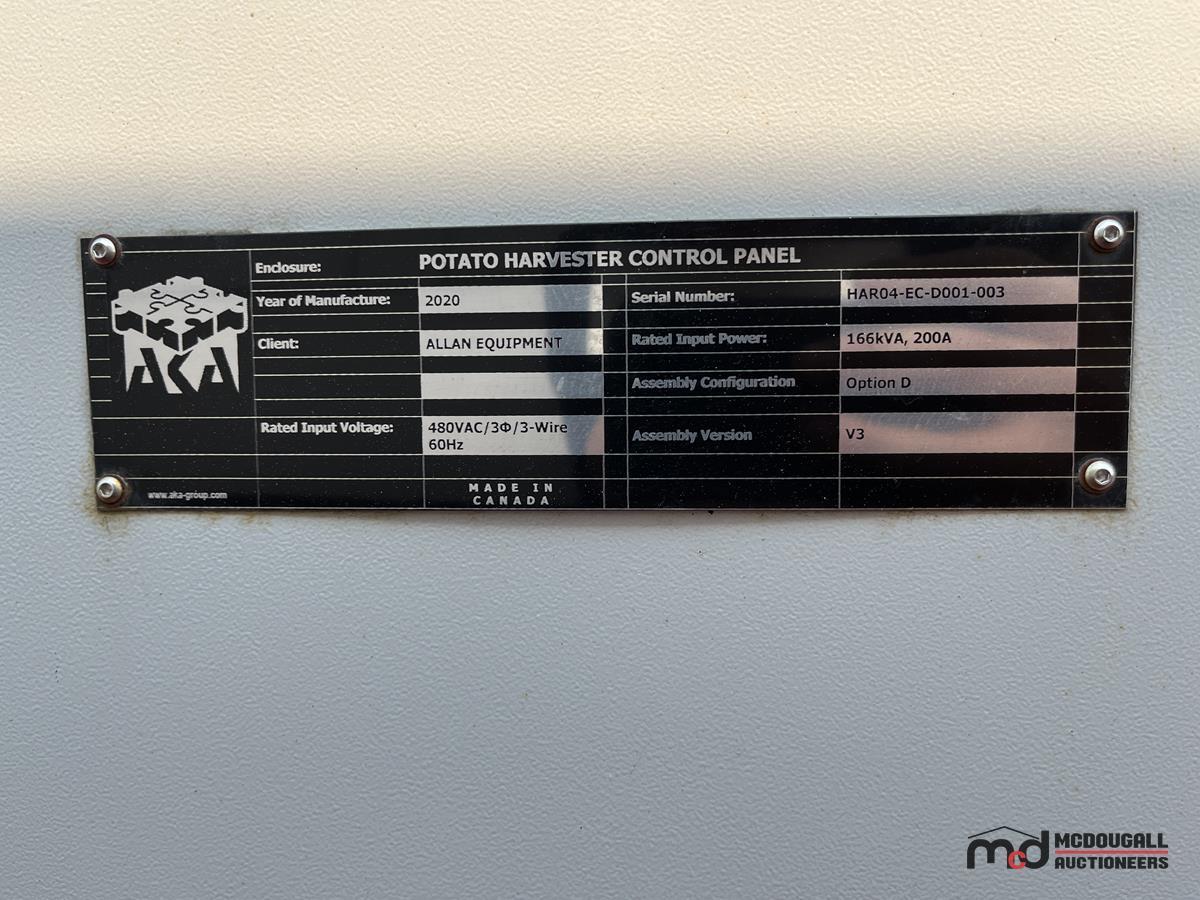 Enclosure: POTATO HARVESTER CONTROL PANEL
Year of Manufacture: 2020 Serial Number: HAR04-EC-D001-003
Client: ALLAN EQUIPMENT Rated Input Power: 166kVA, 200A
Assembly Configuration Option D
Rated Input Voltage: 480VAC/3Φ/3-Wire Assembly Version V3
60Hz
AKA
www.aka-group.com
MADE IN
CANADA
mcd MCDOUGALL
AUCTIONEERS